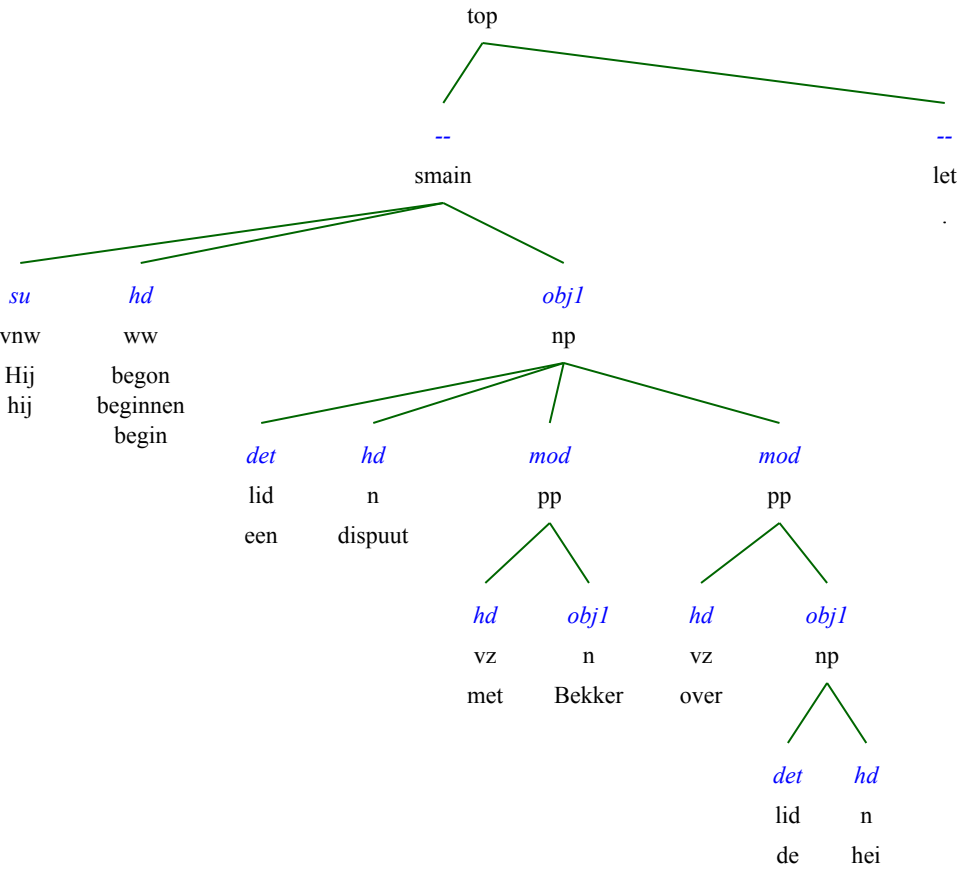 top
-- --
smain let
.
su hd obj1
vnw ww np
Hij begon
hij beginnen
begin
det hd mod mod
lid n pp pp
een dispuut
hd obj1 hd obj1
vz n vz np
met Bekker over
det hd
lid n
de hei